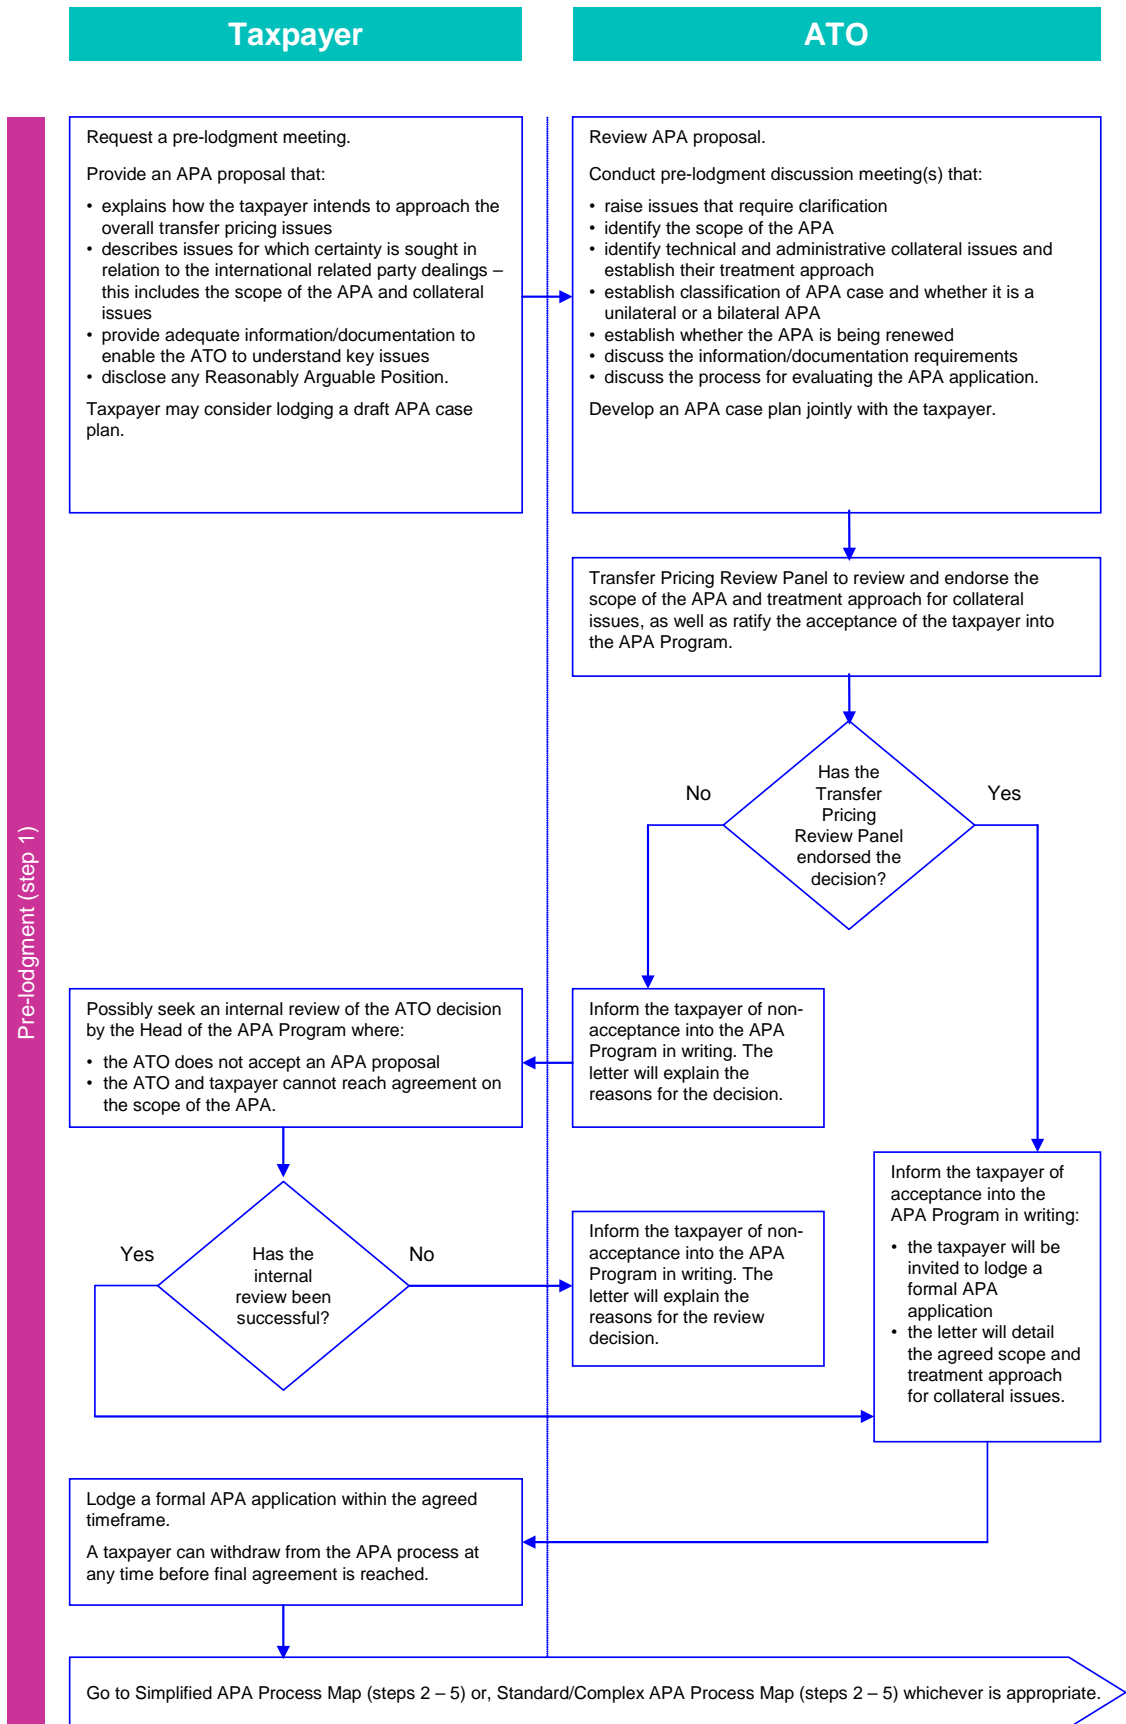 Taxpayer
ATO
Pre-lodgment (step 1)
Request a pre-lodgment meeting.
Provide an APA proposal that:
• explains how the taxpayer intends to approach the
overall transfer pricing issues
• describes issues for which certainty is sought in
relation to the international related party dealings –
this includes the scope of the APA and collateral
issues
• provide adequate information/documentation to
enable the ATO to understand key issues
• disclose any Reasonably Arguable Position.
Taxpayer may consider lodging a draft APA case
plan.
Review APA proposal.
Conduct pre-lodgment discussion meeting(s) that:
• raise issues that require clarification
• identify the scope of the APA
• identify technical and administrative collateral issues and
establish their treatment approach
• establish classification of APA case and whether it is a
unilateral or a bilateral APA
• establish whether the APA is being renewed
• discuss the information/documentation requirements
• discuss the process for evaluating the APA application.
Develop an APA case plan jointly with the taxpayer.
Transfer Pricing Review Panel to review and endorse the
scope of the APA and treatment approach for collateral
issues, as well as ratify the acceptance of the taxpayer into
the APA Program.
No
Has the
Transfer
Pricing
Review Panel
endorsed the
decision?
Yes
Possibly seek an internal review of the ATO decision
by the Head of the APA Program where:
• the ATO does not accept an APA proposal
• the ATO and taxpayer cannot reach agreement on
the scope of the APA.
Inform the taxpayer of non-
acceptance into the APA
Program in writing. The
letter will explain the
reasons for the decision.
Inform the taxpayer of
acceptance into the
APA Program in writing:
• the taxpayer will be
invited to lodge a
formal APA
application
• the letter will detail
the agreed scope and
treatment approach
for collateral issues.
Yes
Has the
internal
review been
successful?
No
Inform the taxpayer of non-
acceptance into the APA
Program in writing. The
letter will explain the
reasons for the review
decision.
Lodge a formal APA application within the agreed
timeframe.
A taxpayer can withdraw from the APA process at
any time before final agreement is reached.
Go to Simplified APA Process Map (steps 2 – 5) or, Standard/Complex APA Process Map (steps 2 – 5) whichever is appropriate.